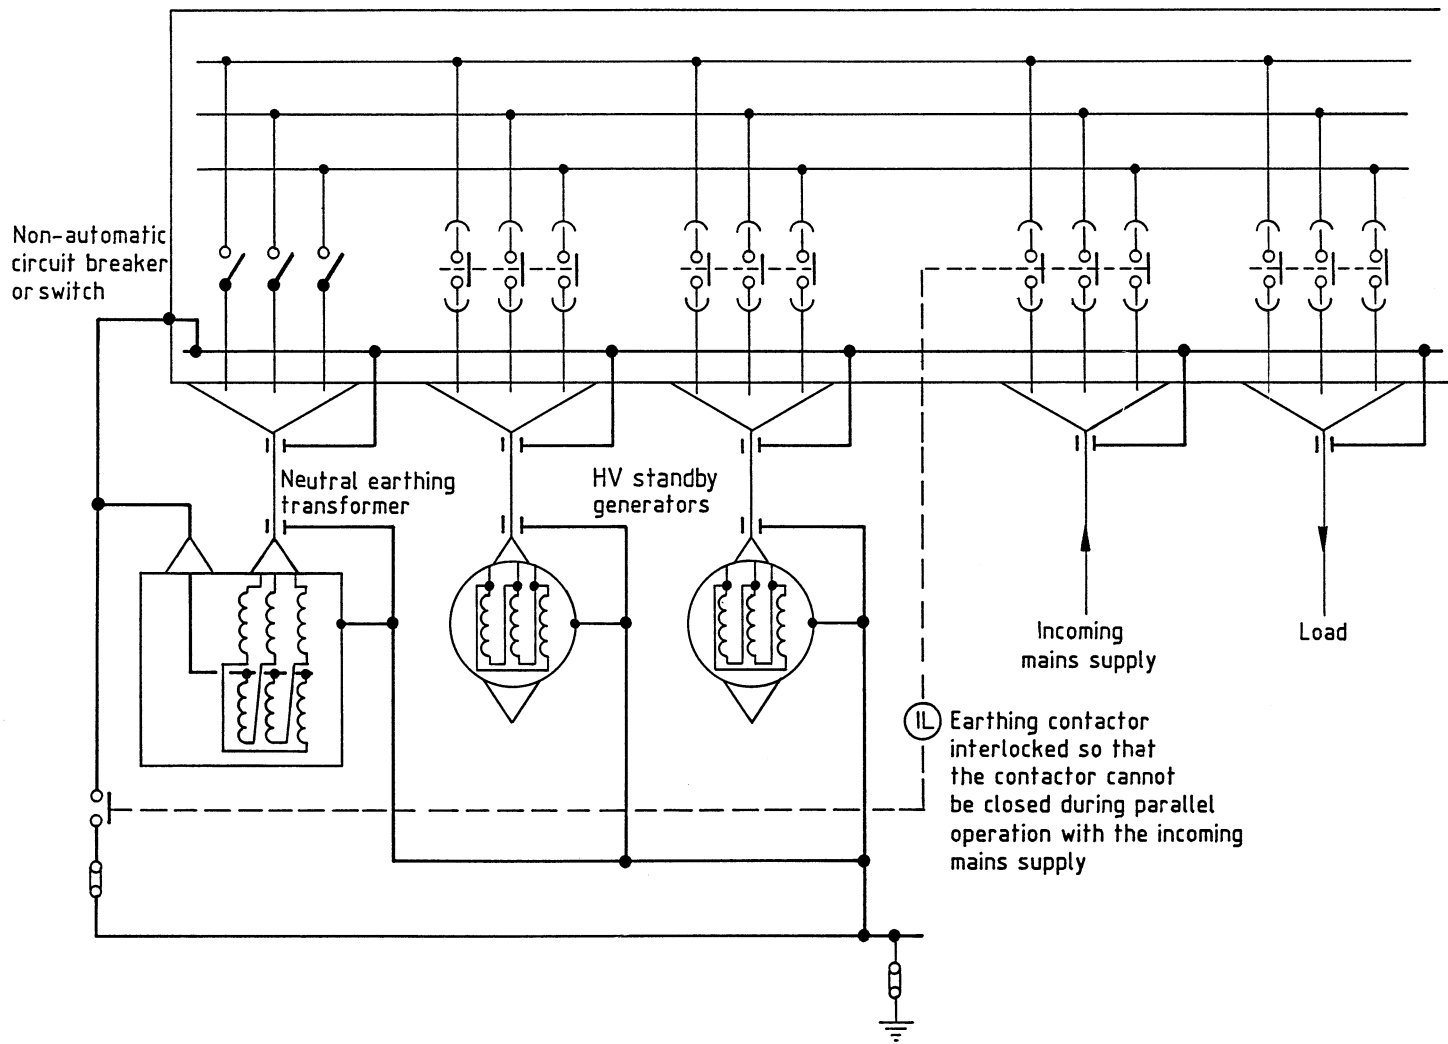 Non-automatic
circuit breaker
or switch
Neutral earthing
transformer
HV standby
generators
Incoming
mains supply
Load
IL
Earthing contactor
interlocked so that
the contactor cannot
be closed during parallel
operation with the incoming
mains supply